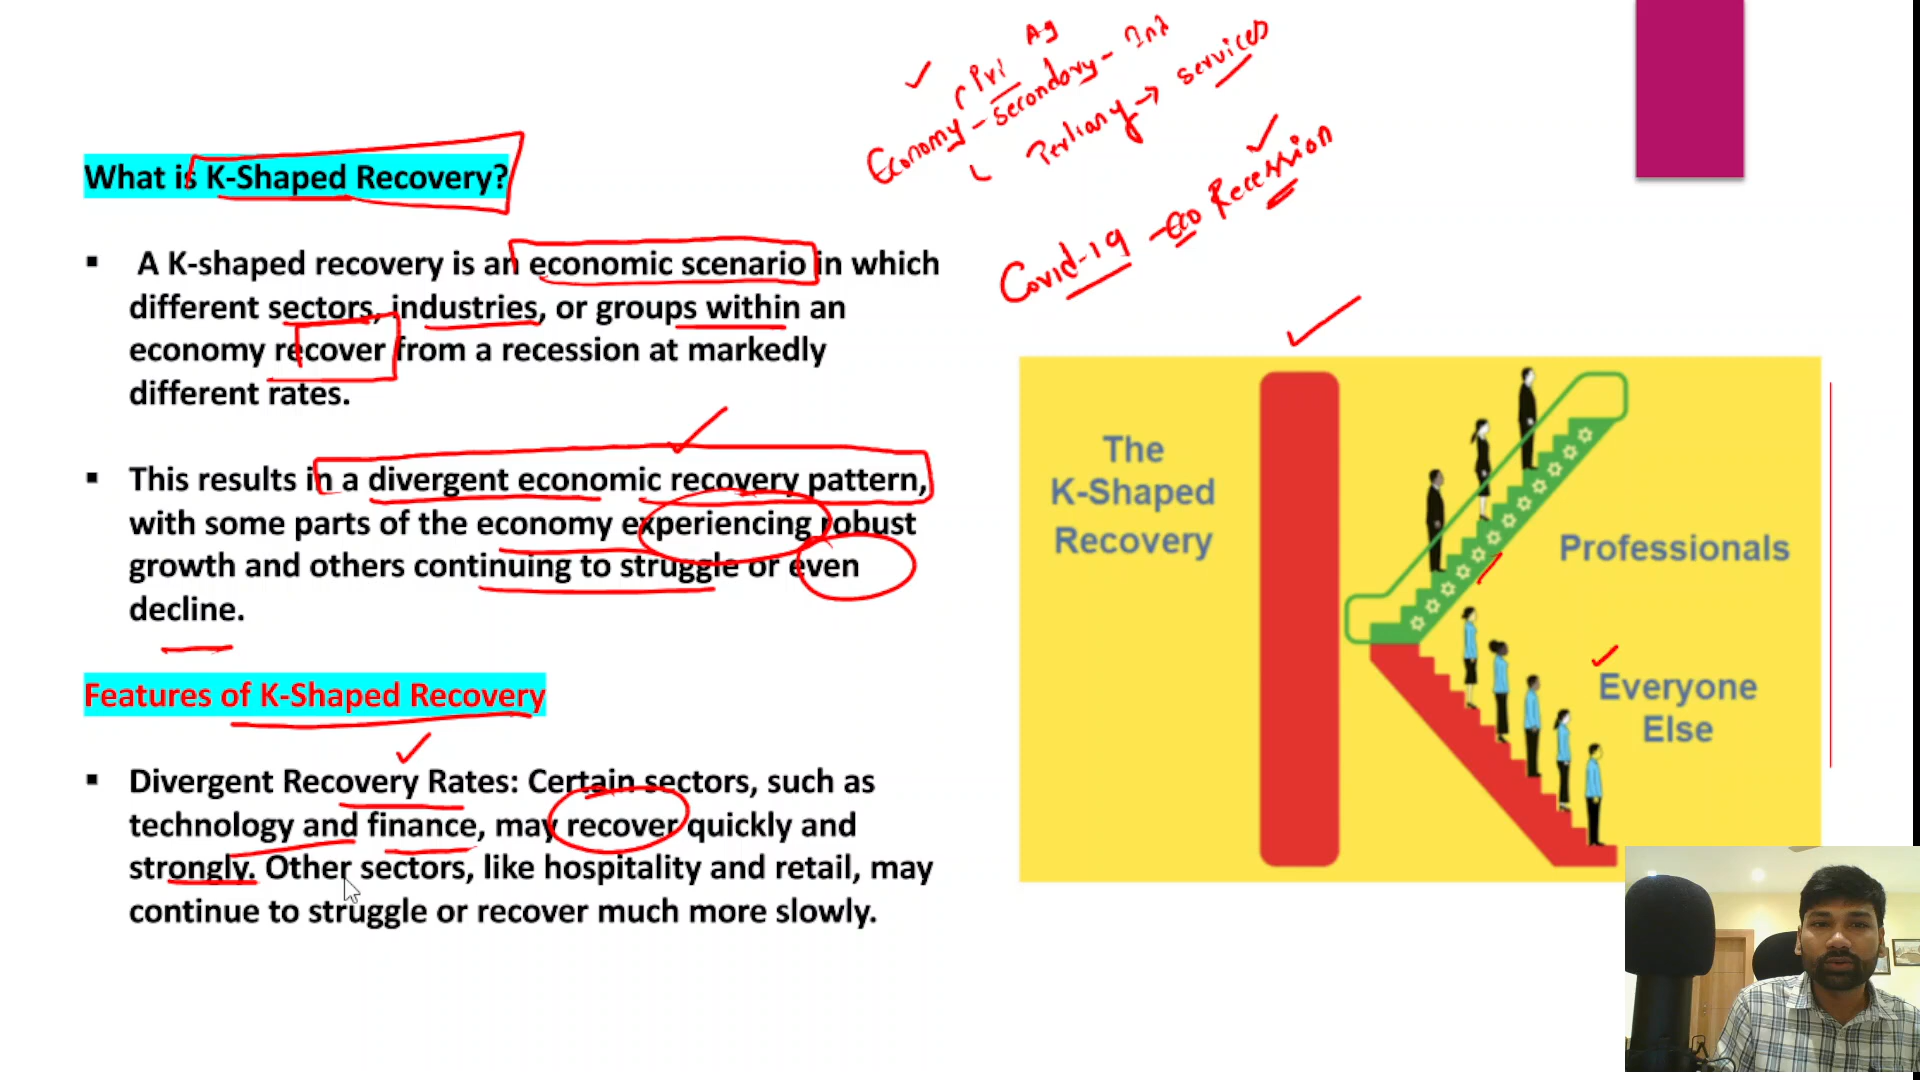 Ag
Pri
Economy - Secondary - Ind
Tertiary → Services
Covid-19 - Eco Recession
What is K-Shaped Recovery?
▪ A K-shaped recovery is an economic scenario in which
different sectors, industries, or groups within an
economy recover from a recession at markedly
different rates.
▪ This results in a divergent economic recovery pattern,
with some parts of the economy experiencing robust
growth and others continuing to struggle or even
decline.
Features of K-Shaped Recovery
▪ Divergent Recovery Rates: Certain sectors, such as
technology and finance, may recover quickly and
strongly. Other sectors, like hospitality and retail, may
continue to struggle or recover much more slowly.
The
K-Shaped
Recovery
Professionals
Everyone
Else